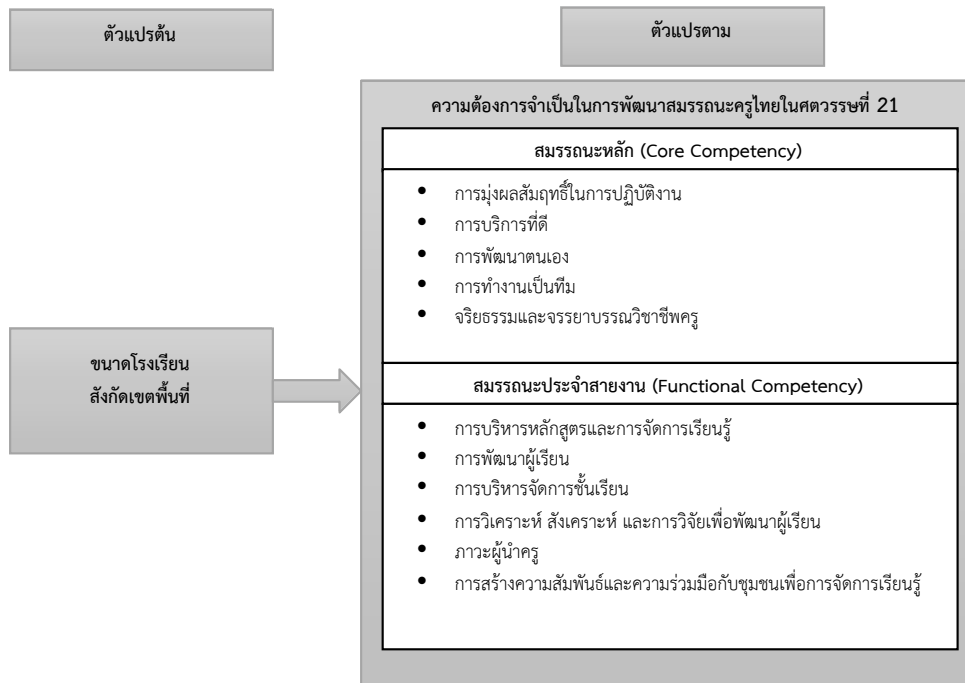 ตัวแปรต้น
ตัวแปรตาม
ความต้องการจำเป็นในการพัฒนาสมรรถนะครูไทยในศตวรรษที่ 21
สมรรถนะหลัก (Core Competency)
• การมุ่งผลสัมฤทธิ์ในการปฏิบัติงาน
• การบริการที่ดี
• การพัฒนาตนเอง
• การทำงานเป็นทีม
• จริยธรรมและจรรยาบรรณวิชาชีพครู
ขนาดโรงเรียน
สังกัดเขตพื้นที่
สมรรถนะประจำสายงาน (Functional Competency)
• การบริหารหลักสูตรและการจัดการเรียนรู้
• การพัฒนาผู้เรียน
• การบริหารจัดการชั้นเรียน
• การวิเคราะห์ สังเคราะห์ และการวิจัยเพื่อพัฒนาผู้เรียน
• ภาวะผู้นำครู
• การสร้างความสัมพันธ์และความร่วมมือกับชุมชนเพื่อการจัดการเรียนรู้